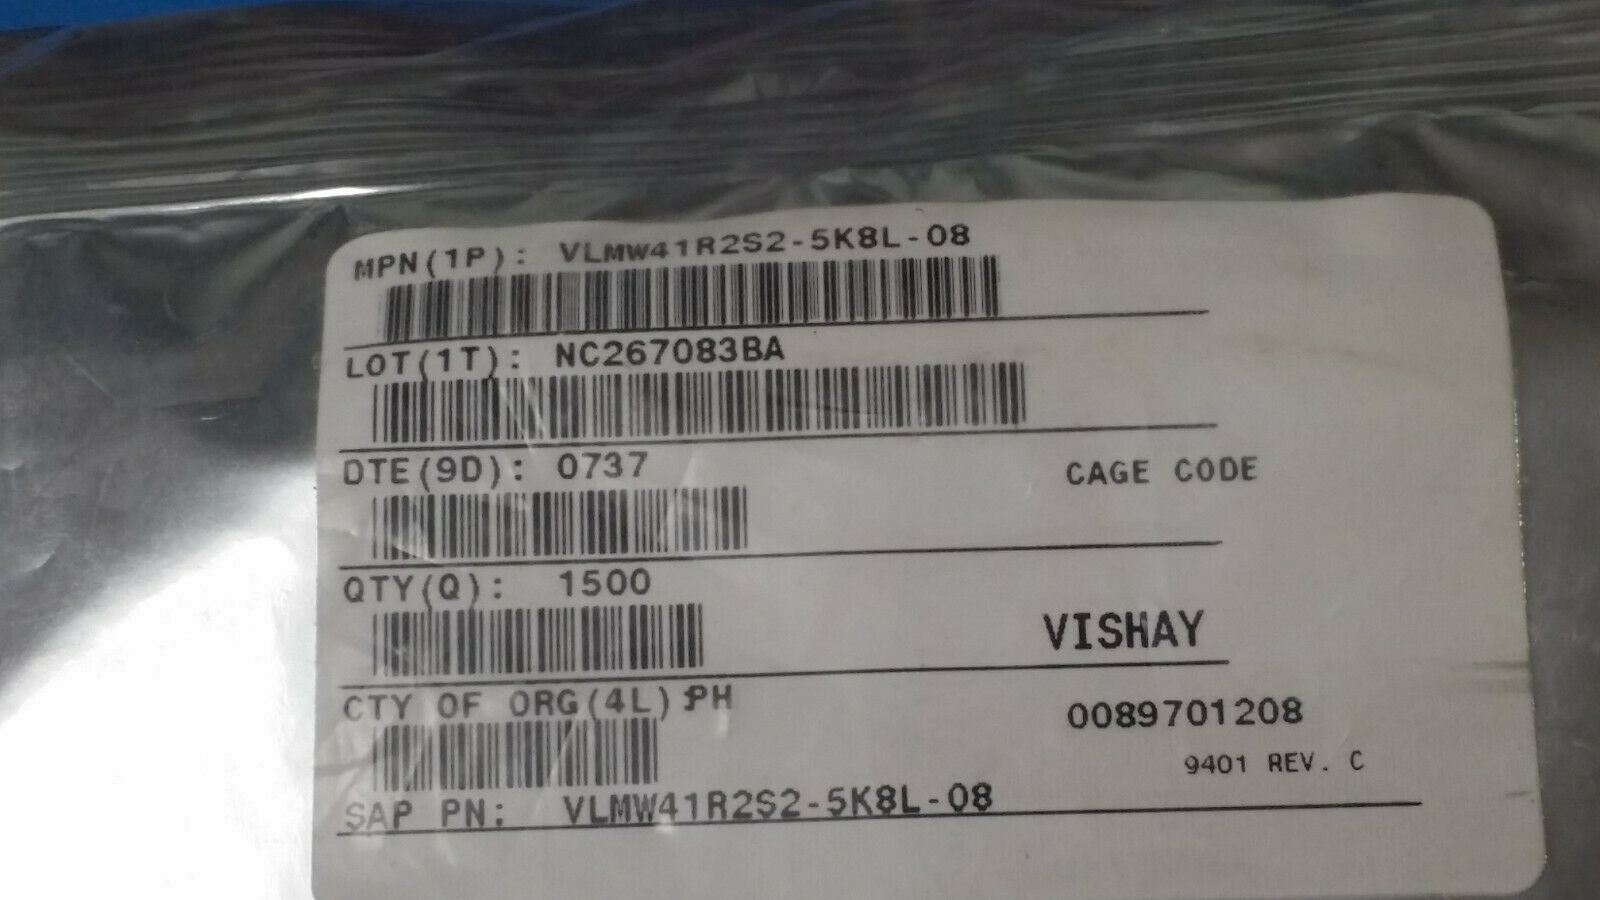 MPN(1P): VLMW41R2S2-5K8L-08
LOT(1T): NC267083BA
DTE(9D): 0737
CAGE CODE
QTY(Q): 1500
VISHAY
CTY OF ORG(4L): PH
0089701208
9401 REV. C
SAP PN: VLMW41R2S2-5K8L-08